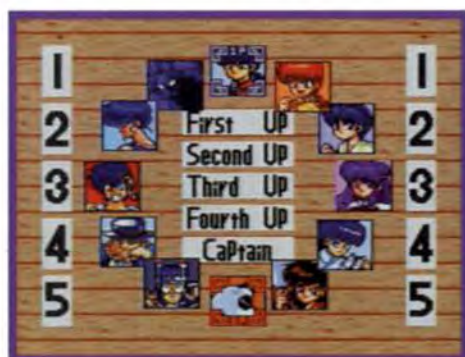 1 1
2 First UP 2
Second UP
3 Third UP 3
Fourth UP
4 CaPtain 4
5 5